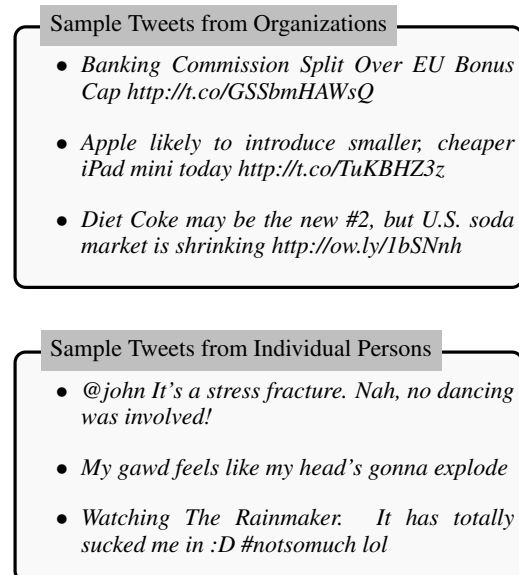 Sample Tweets from Organizations
• Banking Commission Split Over EU Bonus
Cap http://t.co/GSSbmHAWsQ
• Apple likely to introduce smaller, cheaper
iPad mini today http://t.co/TuKBHZ3z
• Diet Coke may be the new #2, but U.S. soda
market is shrinking http://ow.ly/1bSNnh
Sample Tweets from Individual Persons
• @john It's a stress fracture. Nah, no dancing
was involved!
• My gawd feels like my head's gonna explode
• Watching The Rainmaker. It has totally
sucked me in :D #notsomuch lol